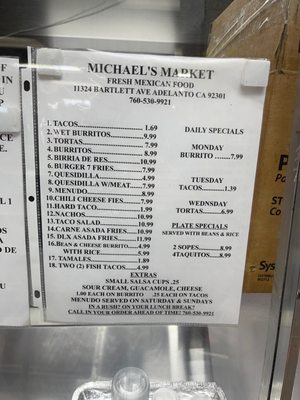 MICHAEL'S MARKET
FRESH MEXICAN FOOD
11324 BARTLETT AVE ADELANTO CA 92301
760-530-9921
1. TACOS 1.69
2. WET BURRITOS 9.99
3. TORTAS 7.99
4. BURRITOS 8.99
5. BIRRIA DE RES 10.99
6. BURGER 7 FRIES 7.99
7. QUESIDILLA 4.99
8. QUESIDILLA W/MEAT 7.99
9. MENUDO 8.99
10. CHILI CHEESE FIES 7.99
11. HARD TACO 1.99
12. NACHOS 10.99
13. TACO SALAD 10.99
14. CARNE ASADA FRIES 10.99
15. DLX ASADA FRIES 11.99
16. BEAN & CHEESE BURRITO 4.99
WITH RICE 5.99
17. TAMALES 1.89
18. TWO (2) FISH TACOS 4.99
DAILY SPECIALS
MONDAY
BURRITO .......7.99
TUESDAY
TACOS 1.39
WEDNSDAY
TORTAS 6.99
PLATE SPECIALS
SERVED WITH BEANS & RICE
2 SOPES 8.99
4TAQUITOS 8.99
EXTRAS
SMALL SALSA CUPS .25
SOUR CREAM, GUACAMOLE, CHEESE
1.00 EACH ON BURRITO .25 EACH ON TACOS
MENUDO SERVED ON SATURDAY & SUNDAYS
IN A RUSH? ON YOUR LUNCH BREAK?
CALL IN YOUR ORDER AHEAD OF TIME! 760-530-9921